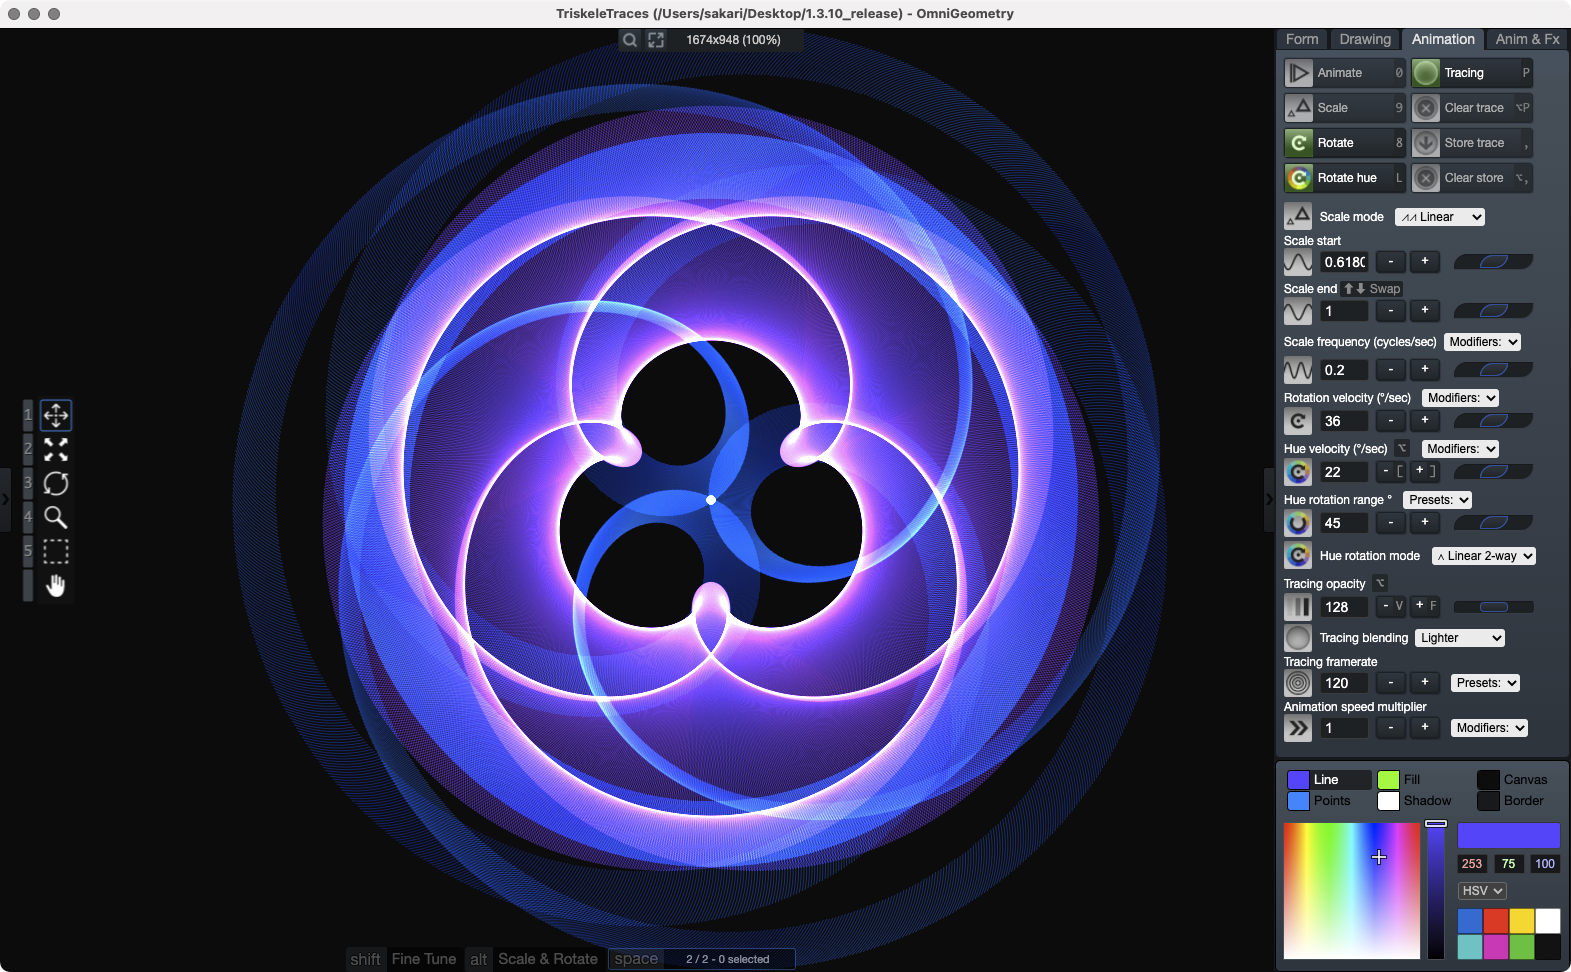 TriskeleTraces (/Users/sakari/Desktop/1.3.10_release) - OmniGeometry
1674x948 (100%)
Form Drawing Animation Anim & Fx
Animate 0 Tracing P
Scale 9 Clear trace ⌥P
Rotate 8 Store trace ,
Rotate hue L Clear store ⌥,
Scale mode Linear
Scale start
0.618( - +
Scale end Swap
1 - +
Scale frequency (cycles/sec) Modifiers:
0.2 - +
Rotation velocity (°/sec) Modifiers:
36 - +
Hue velocity (°/sec) ⌥ Modifiers:
22 - [ + ]
Hue rotation range ° Presets:
45 - +
Hue rotation mode ∧ Linear 2-way
Tracing opacity ⌥
128 - V + F
Tracing blending Lighter
Tracing framerate
120 - + Presets:
Animation speed multiplier
1 - + Modifiers:
Line Fill Canvas
Points Shadow Border
253 75 100
HSV
1
2
3
4
5
shift Fine Tune alt Scale & Rotate space 2 / 2 - 0 selected